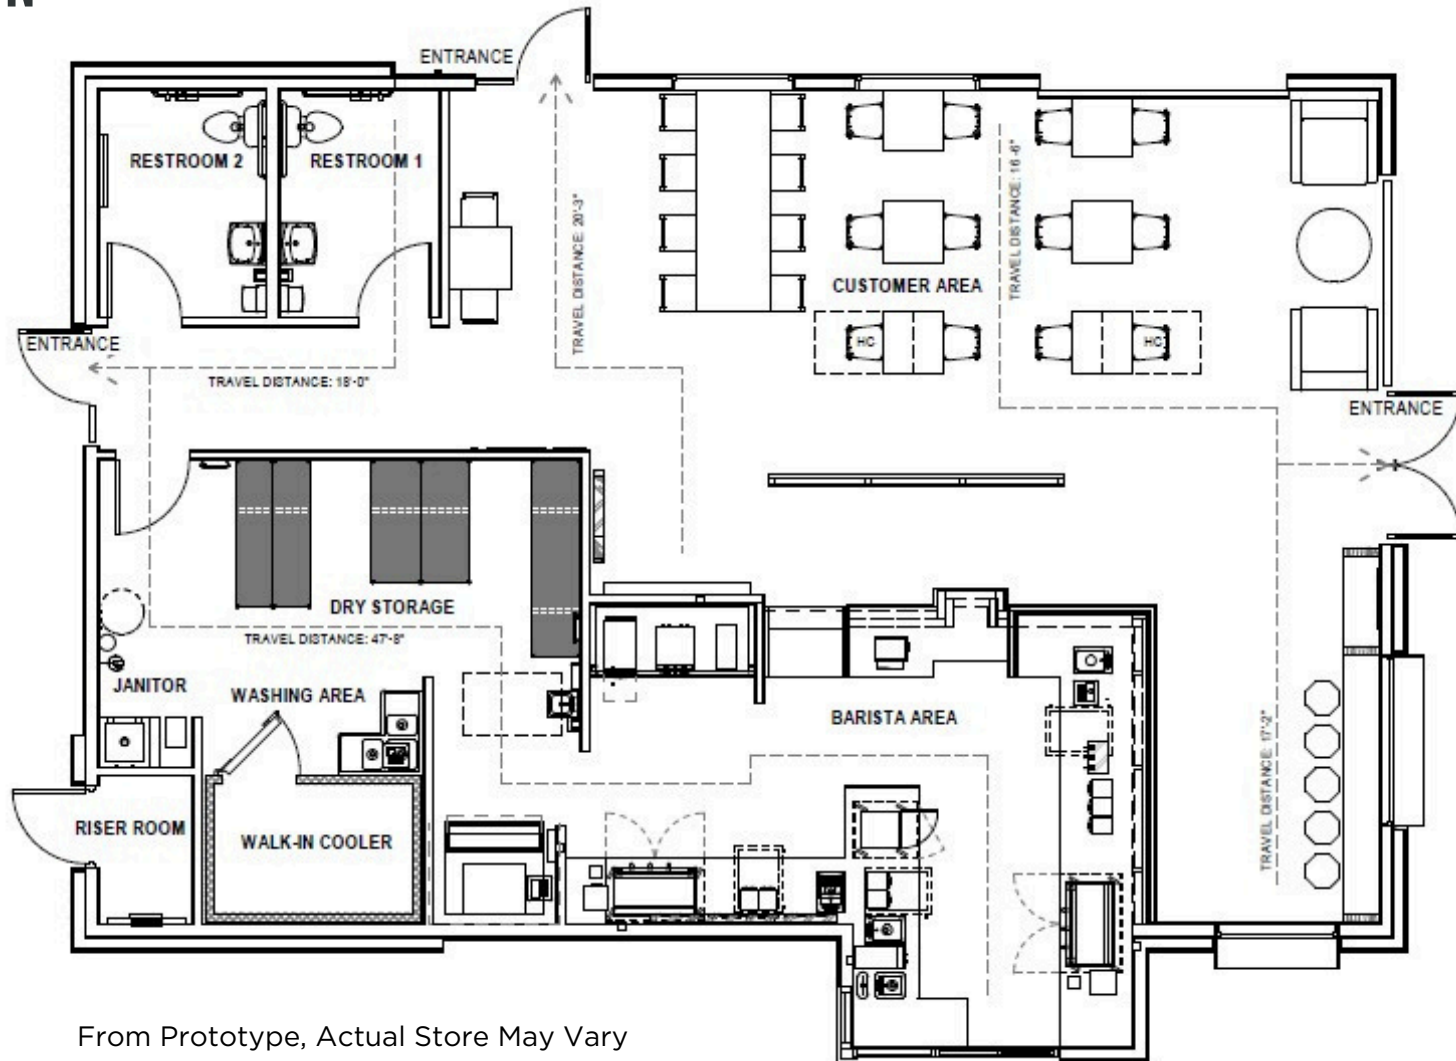 N
ENTRANCE
RESTROOM 2
RESTROOM 1
TRAVEL DISTANCE: 20'-3"
TRAVEL DISTANCE: 16'-6"
CUSTOMER AREA
HC
HC
ENTRANCE
TRAVEL DISTANCE: 18'-0"
ENTRANCE
DRY STORAGE
TRAVEL DISTANCE: 47'-8"
JANITOR
WASHING AREA
BARISTA AREA
TRAVEL DISTANCE: 17'-2"
RISER ROOM
WALK-IN COOLER
From Prototype, Actual Store May Vary